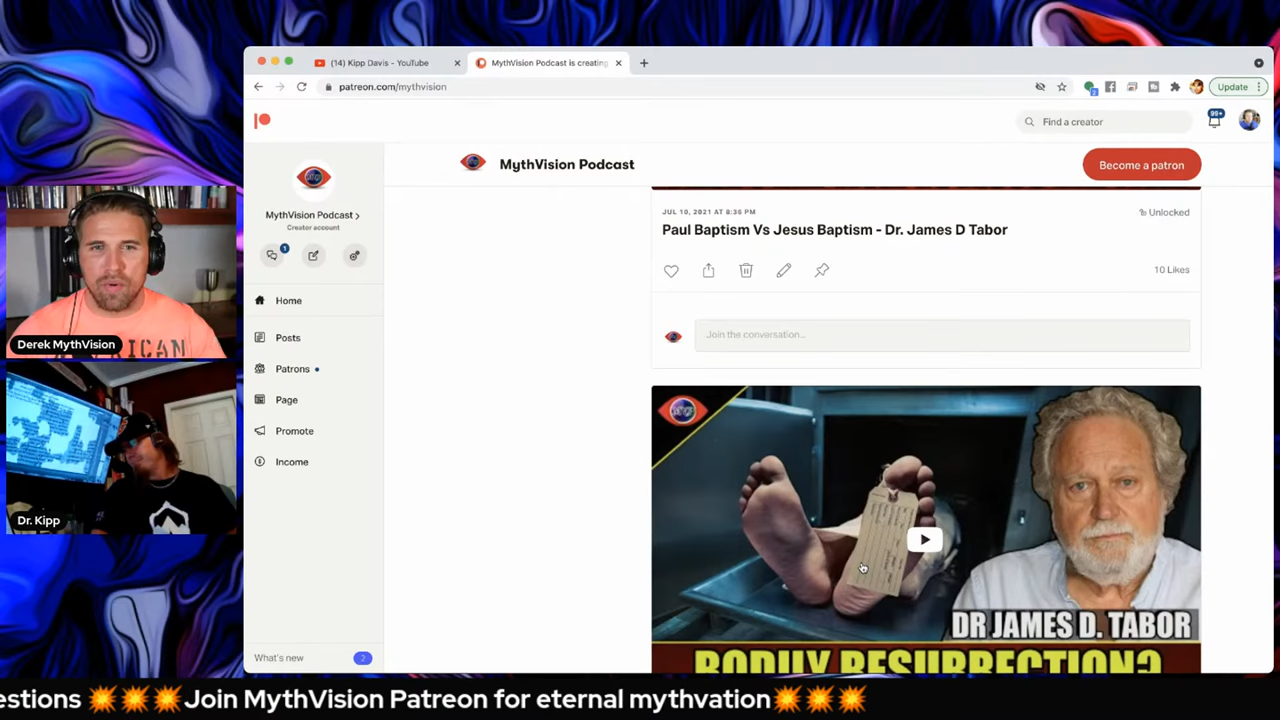 (14) Kipp Davis - YouTube
MythVision Podcast is creating
patreon.com/mythvision
Update
Find a creator
99+
MythVision Podcast
Become a patron
MythVision Podcast
Creator account
1
Home
Posts
Patrons
Page
Promote
Income
What's new
2
JUL 10, 2021 AT 8:36 PM
Unlocked
Paul Baptism Vs Jesus Baptism - Dr. James D Tabor
10 Likes
Join the conversation...
DR JAMES D. TABOR
BODILY RESURRECTION?
Derek MythVision
Dr. Kipp
estions 💥💥💥Join MythVision Patreon for eternal mythvation💥💥💥